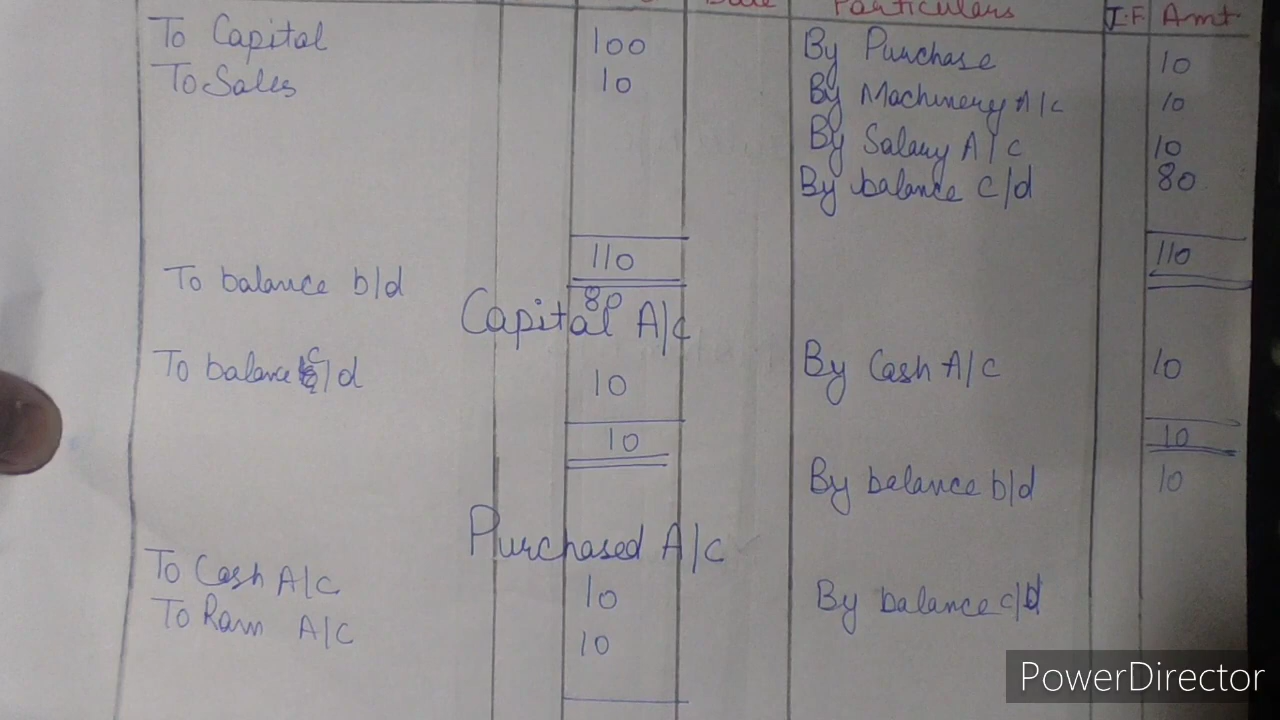 Particulars J.F. Amt
To Capital 100 By Purchase 10
To Sales 10 By Machinery A/c 10
By Salary A/c 10
By balance c/d 80
110 110
To balance b/d 80
Capital A/c
To balance c/d 10 By Cash A/c 10
10 10
By balance b/d 10
Purchased A/c
To Cash A/c 10 By balance c/d
To Ram A/c 10
PowerDirector